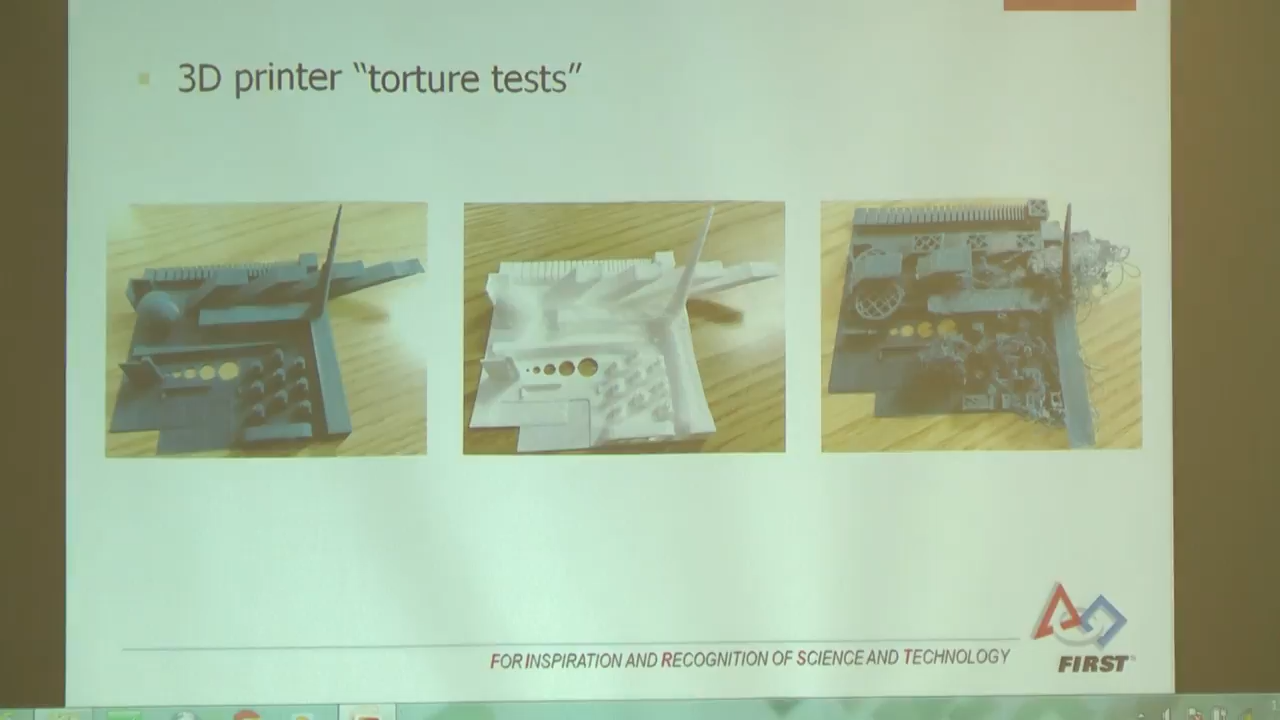 3D printer “torture tests”
FOR INSPIRATION AND RECOGNITION OF SCIENCE AND TECHNOLOGY
FIRST